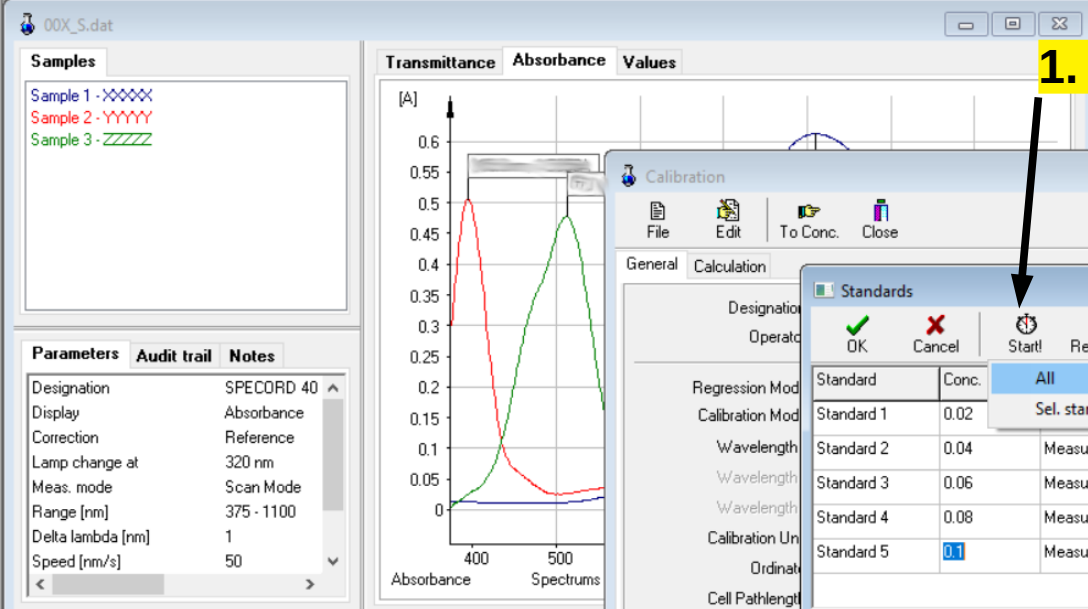 00X_S.dat
1.
Samples
Sample 1 - XXXXX
Sample 2 - YYYYY
Sample 3 - ZZZZZ
Transmittance Absorbance Values
[A]
0.6
0.55
0.5
0.45
0.4
0.35
0.3
0.25
0.2
0.15
0.1
0.05
0
400 500
Absorbance Spectrums
Parameters Audit trail Notes
Designation SPECORD 40
Display Absorbance
Correction Reference
Lamp change at 320 nm
Meas. mode Scan Mode
Range [nm] 375 - 1100
Delta lambda [nm] 1
Speed [nm/s] 50
Calibration
File Edit To Conc. Close
General Calculation
Designatio
Operato
Regression Mod
Calibration Mod
Wavelength
Wavelength
Wavelength
Calibration Un
Ordinate
Cell Pathlengt
Standards
OK Cancel Start! Re
All
Sel. star
Standard Conc.
Standard 1 0.02
Standard 2 0.04 Measu
Standard 3 0.06 Measu
Standard 4 0.08 Measu
Standard 5 0.1 Measu